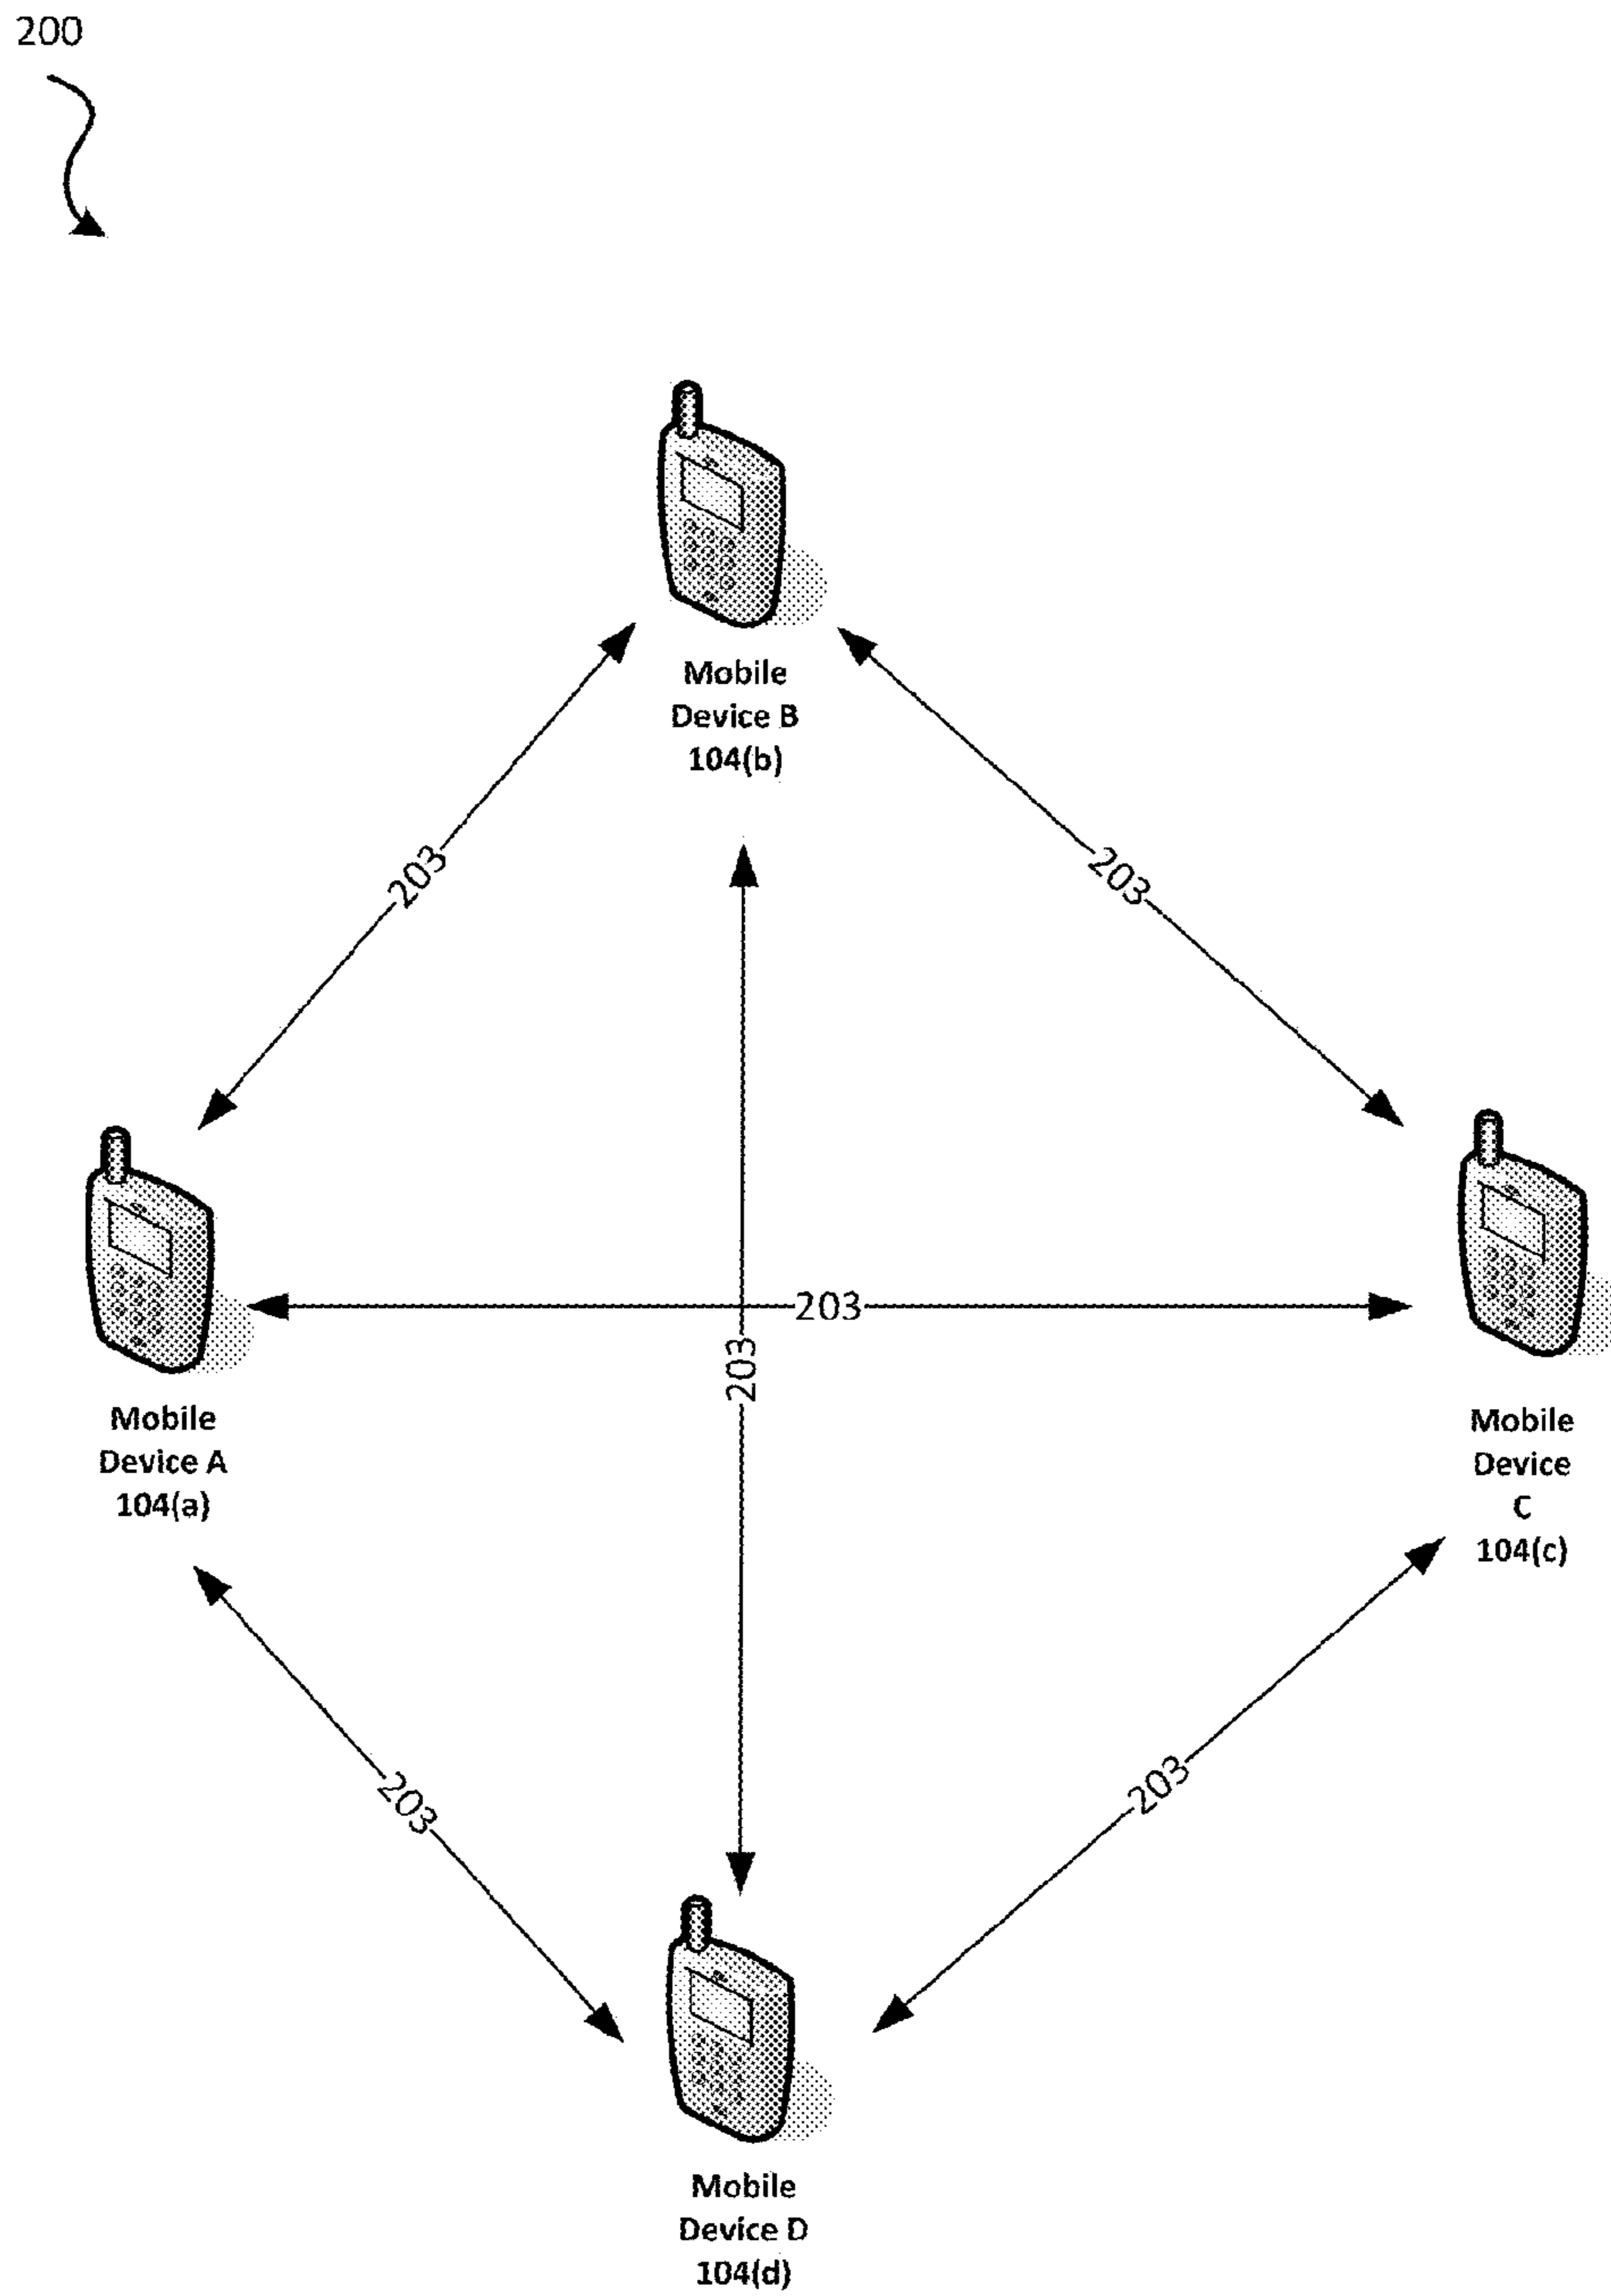 200
Mobile
Device B
104(b)
203
203
203
203
Mobile
Device A
104(a)
Mobile
Device
C
104(c)
203
203
Mobile
Device D
104(d)